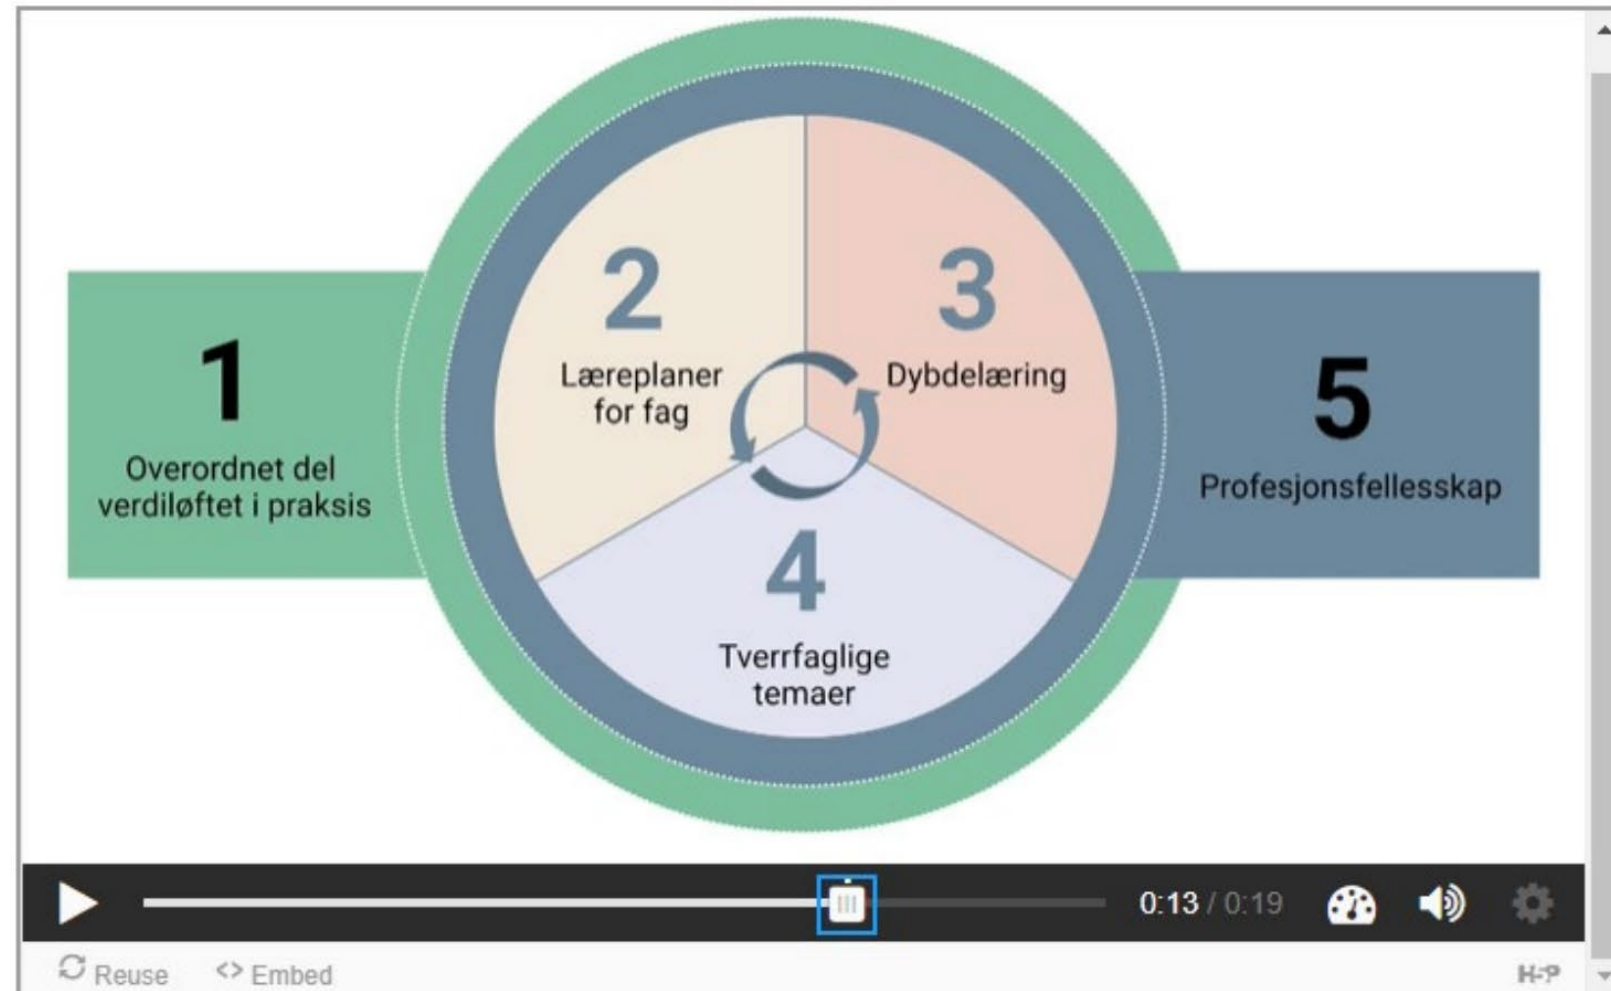 1
Overordnet del
verdiløftet i praksis
2
Læreplaner
for fag
3
Dybdelæring
4
Tverrfaglige
temaer
5
Profesjonsfellesskap
0:13 / 0:19
Reuse
<> Embed
H5P